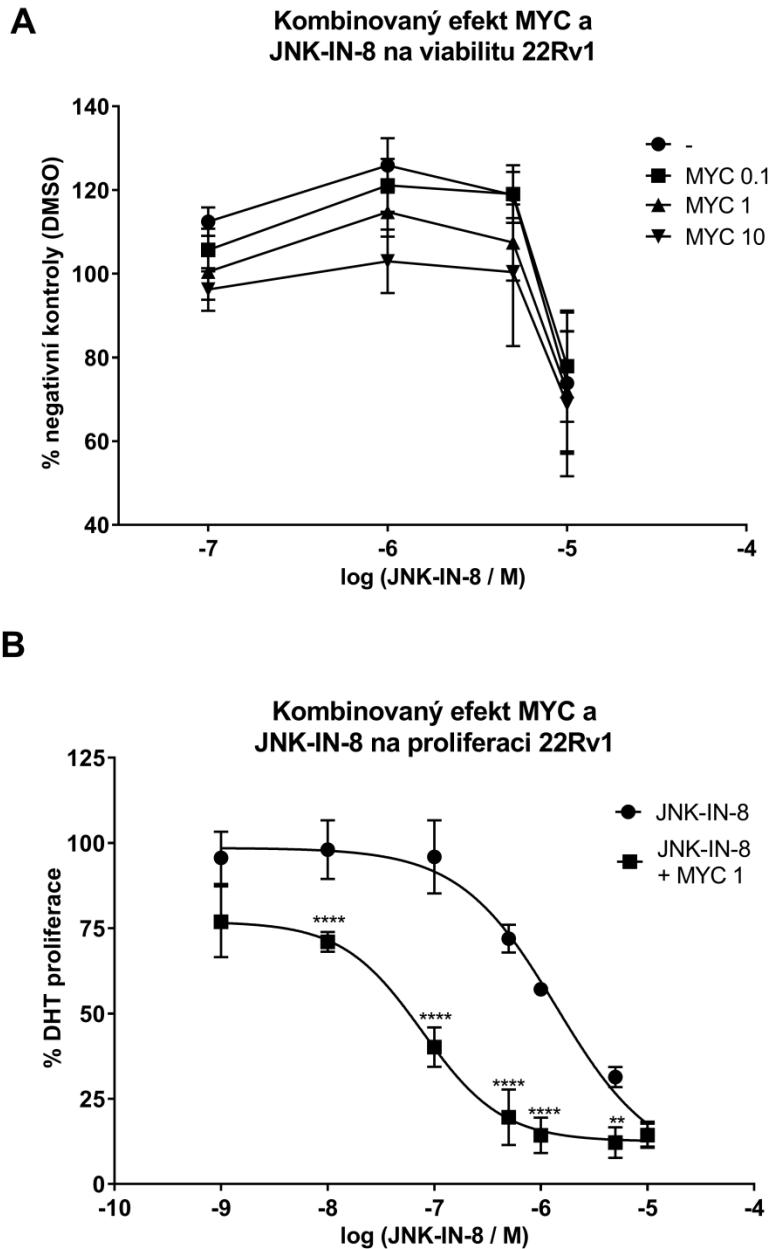 A
Kombinovaný efekt MYC a
JNK-IN-8 na viabilitu 22Rv1
% negativní kontroly (DMSO)
140
120
100
80
60
40
-7
-6
-5
-4
log (JNK-IN-8 / M)
-
MYC 0.1
MYC 1
MYC 10
B
Kombinovaný efekt MYC a
JNK-IN-8 na proliferaci 22Rv1
% DHT proliferace
125
100
75
50
25
0
****
****
****
****
**
-10
-9
-8
-7
-6
-5
-4
log (JNK-IN-8 / M)
JNK-IN-8
JNK-IN-8
+ MYC 1